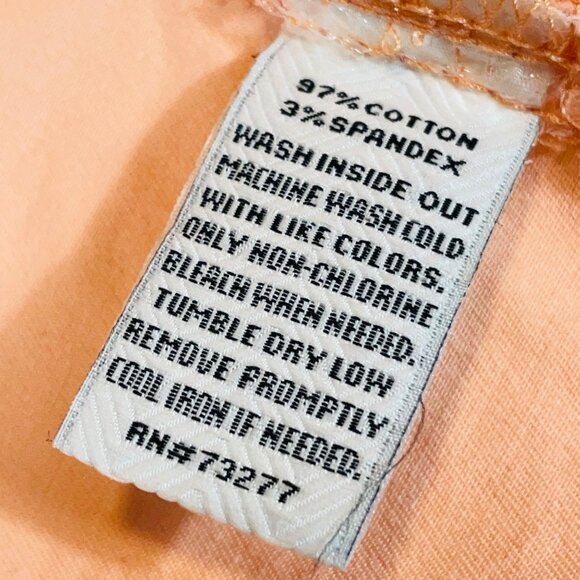 97% COTTON
3% SPANDEX
WASH INSIDE OUT
MACHINE WASH COLD
WITH LIKE COLORS.
ONLY NON-CHLORINE
BLEACH WHEN NEEDED.
TUMBLE DRY LOW
REMOVE PROMPTLY
COOL IRON IF NEEDED.
RN#73277